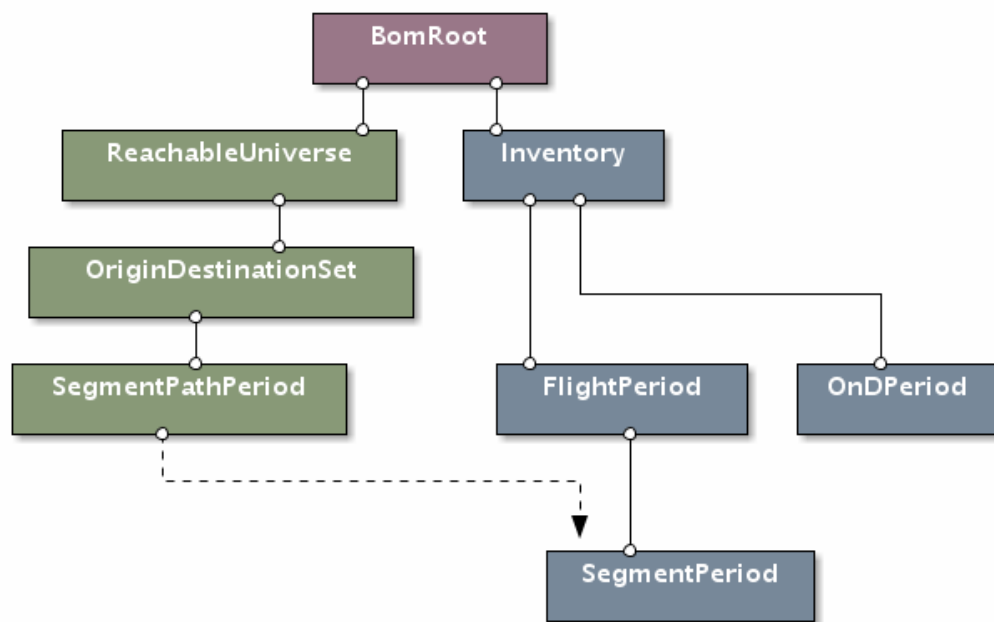 BomRoot
ReachableUniverse
Inventory
OriginDestinationSet
SegmentPathPeriod
FlightPeriod
OnDPeriod
SegmentPeriod